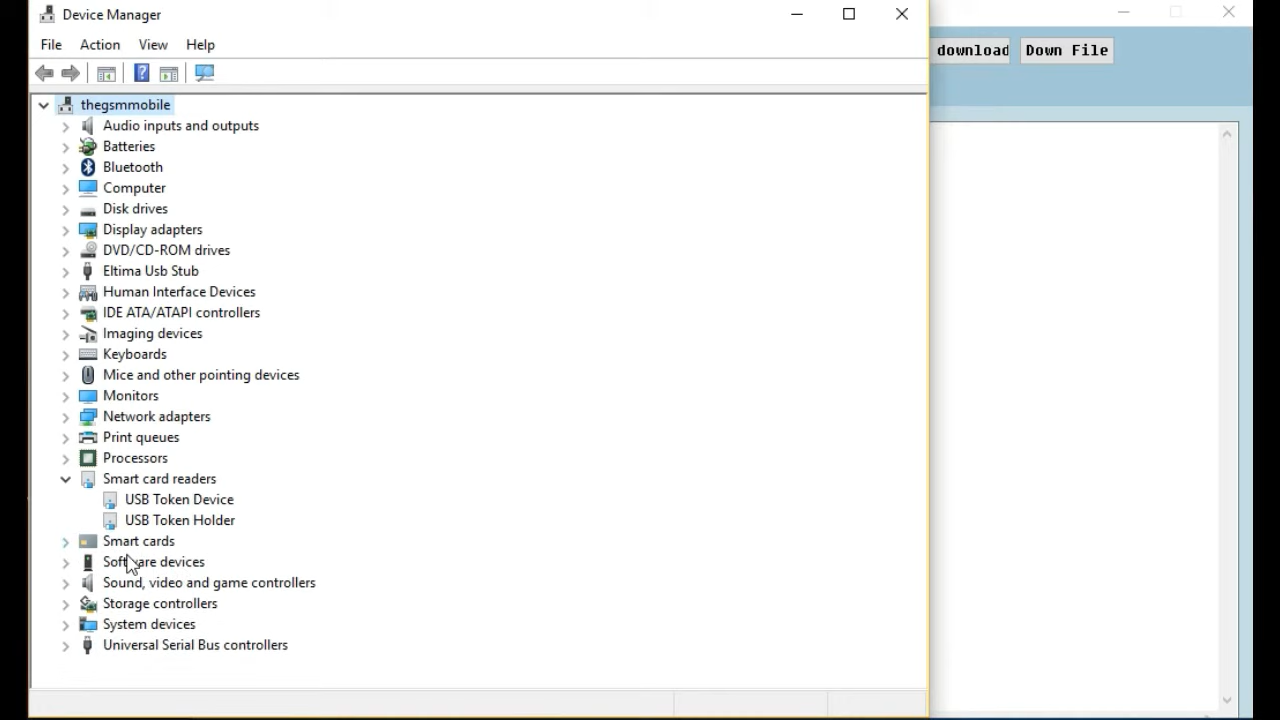 Device Manager
File Action View Help
download Down File
thegsmmobile
Audio inputs and outputs
Batteries
Bluetooth
Computer
Disk drives
Display adapters
DVD/CD-ROM drives
Eltima Usb Stub
Human Interface Devices
IDE ATA/ATAPI controllers
Imaging devices
Keyboards
Mice and other pointing devices
Monitors
Network adapters
Print queues
Processors
Smart card readers
USB Token Device
USB Token Holder
Smart cards
Software devices
Sound, video and game controllers
Storage controllers
System devices
Universal Serial Bus controllers